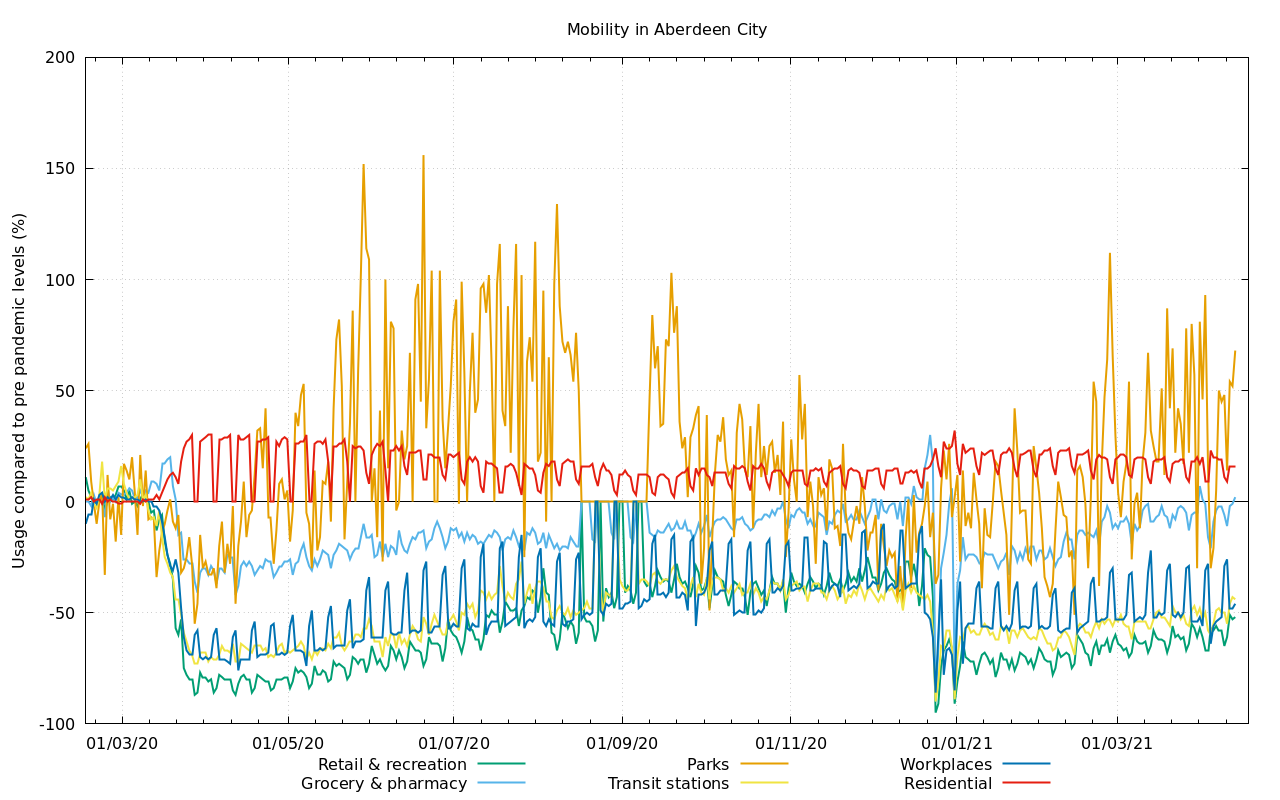 Mobility in Aberdeen City
Usage compared to pre pandemic levels (%)
200
150
100
50
0
-50
-100
01/03/20 01/05/20 01/07/20 01/09/20 01/11/20 01/01/21 01/03/21
Retail & recreation Parks Workplaces
Grocery & pharmacy Transit stations Residential